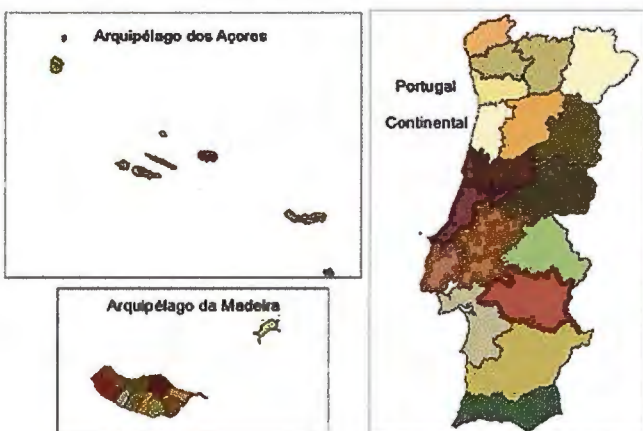 Arquipélago dos Açores
Portugal
Continental
Arquipélago da Madeira